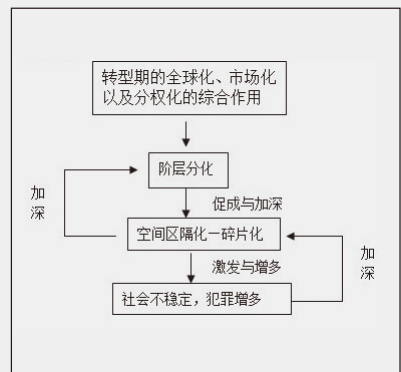 转型期的全球化、市场化
以及分权化的综合作用
阶层分化
加
深
促成与加深
空间区隔化—碎片化
加
深
激发与增多
社会不稳定，犯罪增多